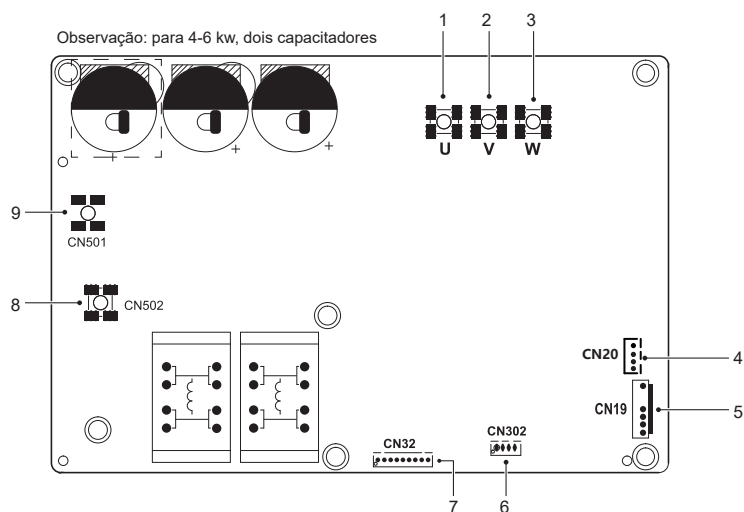 1 2 3
Observação: para 4-6 kw, dois capacitadores
+ + +
U V W
9
CN501
8
CN502
CN20
4
CN19
5
CN32
CN302
7 6